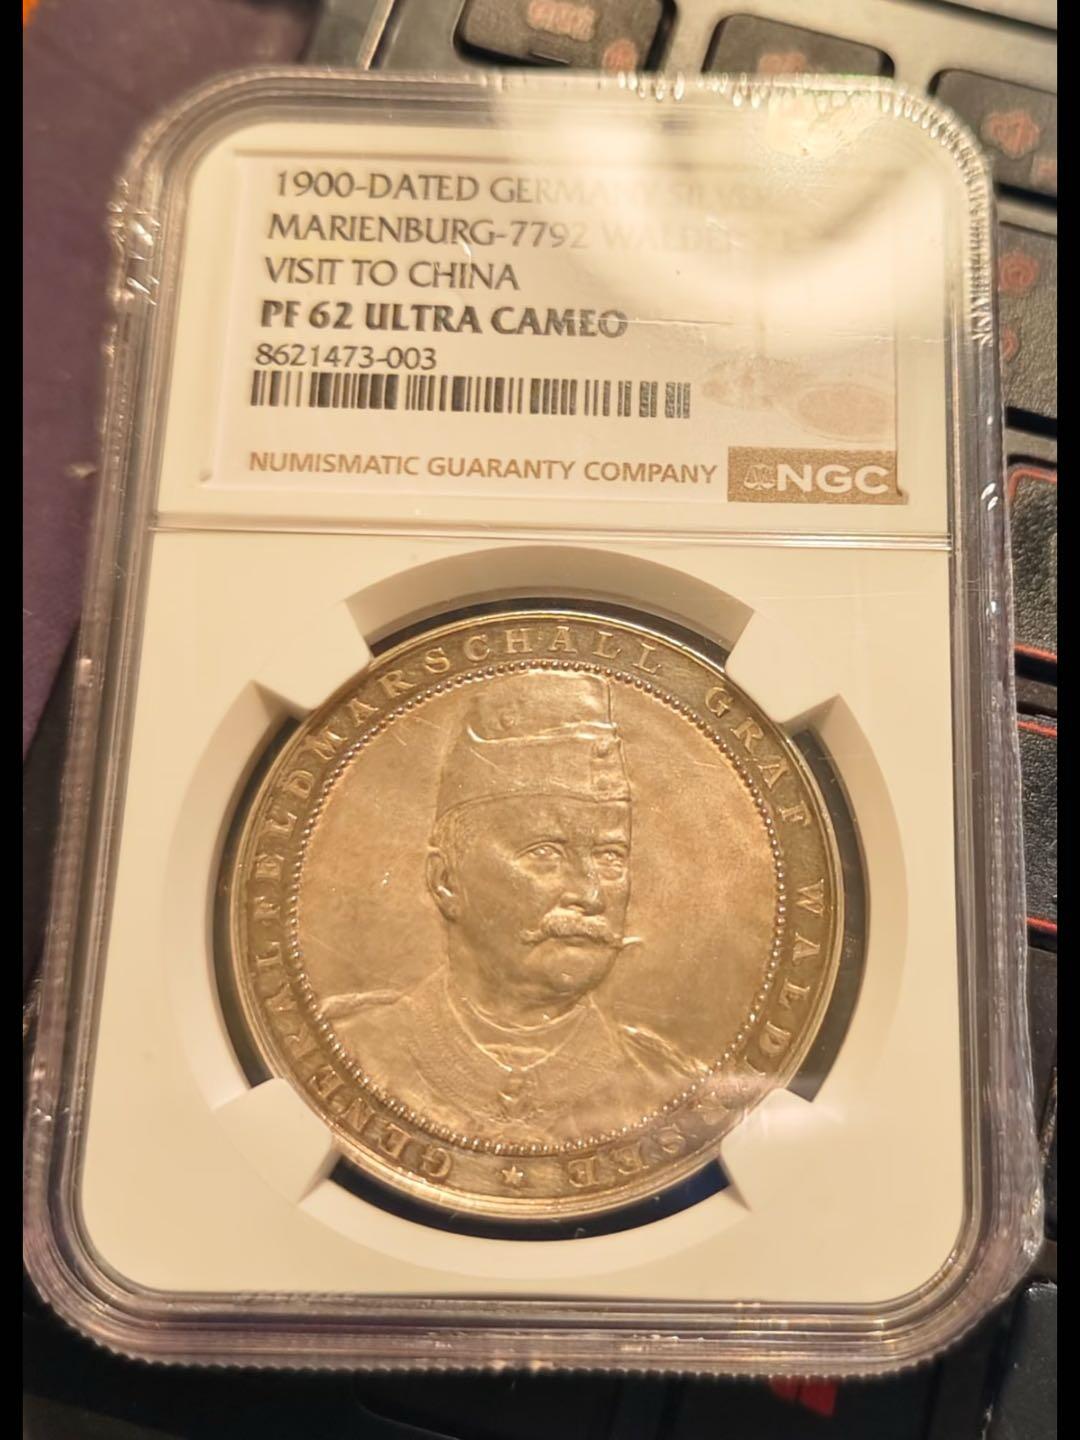 1900-DATED GERMANY SILVER
MARIENBURG-7792
VISIT TO CHINA
PF 62 ULTRA CAMEO
8621473-003
NUMISMATIC GUARANTY COMPANY
NGC
GENERALFELDMARSCHALL GRAF WALDERSEE